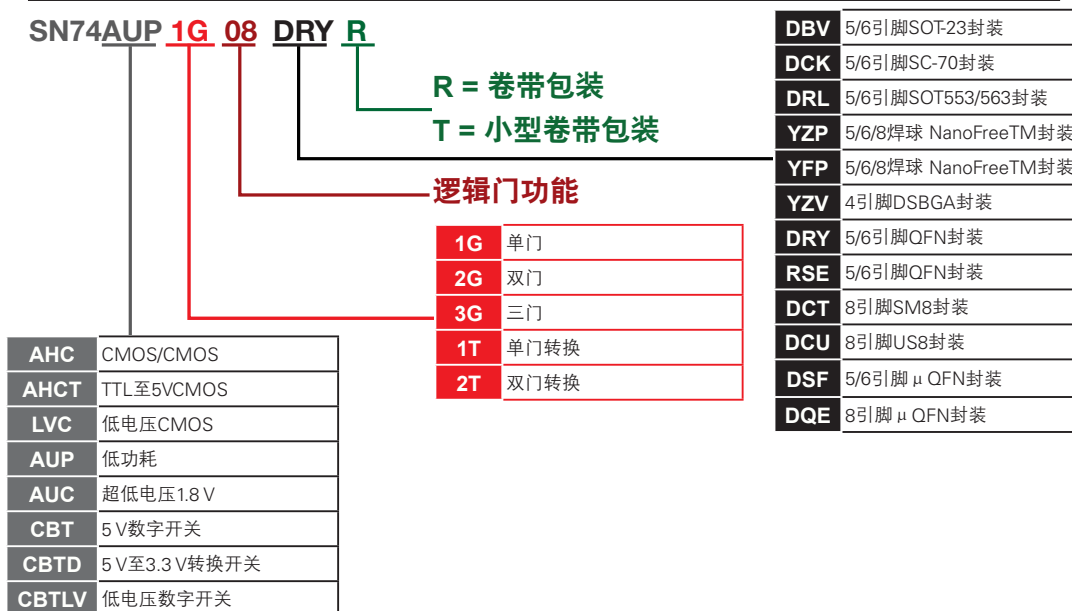 SN74AUP 1G 08 DRY R
R = 卷带包装
T = 小型卷带包装
逻辑门功能
1G 单门
2G 双门
3G 三门
1T 单门转换
2T 双门转换
AHC CMOS/CMOS
AHCT TTL至5VCMOS
LVC 低电压CMOS
AUP 低功耗
AUC 超低电压1.8 V
CBT 5 V数字开关
CBTD 5 V至3.3 V转换开关
CBTLV 低电压数字开关
DBV 5/6引脚SOT-23封装
DCK 5/6引脚SC-70封装
DRL 5/6引脚SOT553/563封装
YZP 5/6/8焊球 NanoFreeTM封装
YFP 5/6/8焊球 NanoFreeTM封装
YZV 4引脚DSBGA封装
DRY 5/6引脚QFN封装
RSE 5/6引脚QFN封装
DCT 8引脚SM8封装
DCU 8引脚US8封装
DSF 5/6引脚 μ QFN封装
DQE 8引脚 μ QFN封装